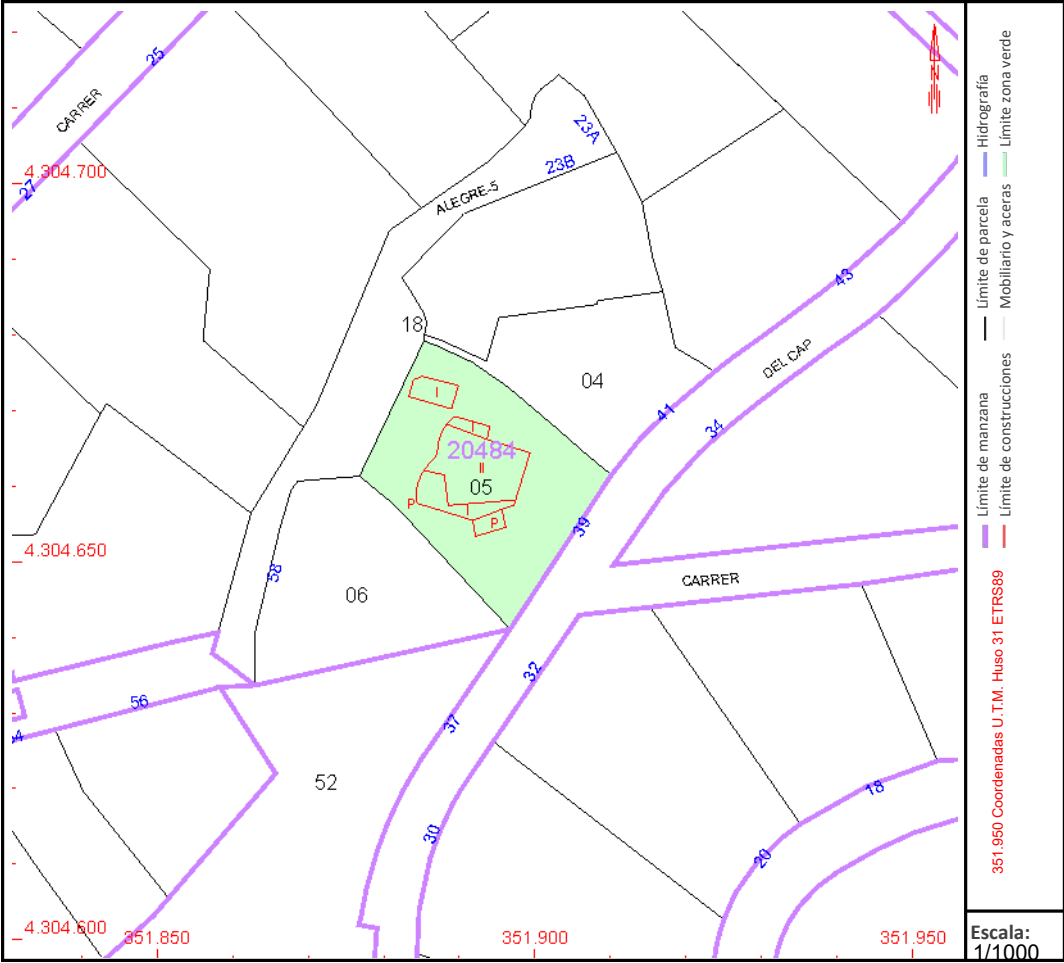 25
CARRER
23A
27
4.304.700
23B
ALEGRE-5
43
18
DEL CAP
04
I
41
34
I
20484
II
05
P
I
P
39
4.304.650
58
CARRER
06
32
56
37
52
18
30
20
4.304.600
351.850
351.900
351.950
N
Hidrografía
Límite zona verde
Límite de parcela
Mobiliario y aceras
Límite de manzana
Límite de construcciones
351.950 Coordenadas U.T.M. Huso 31 ETRS89
Escala:
1/1000